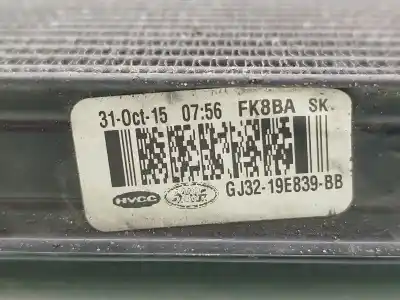 31-Oct-15 07:56 FK8BA SK.
GJ32-19E839-BB
HVCC